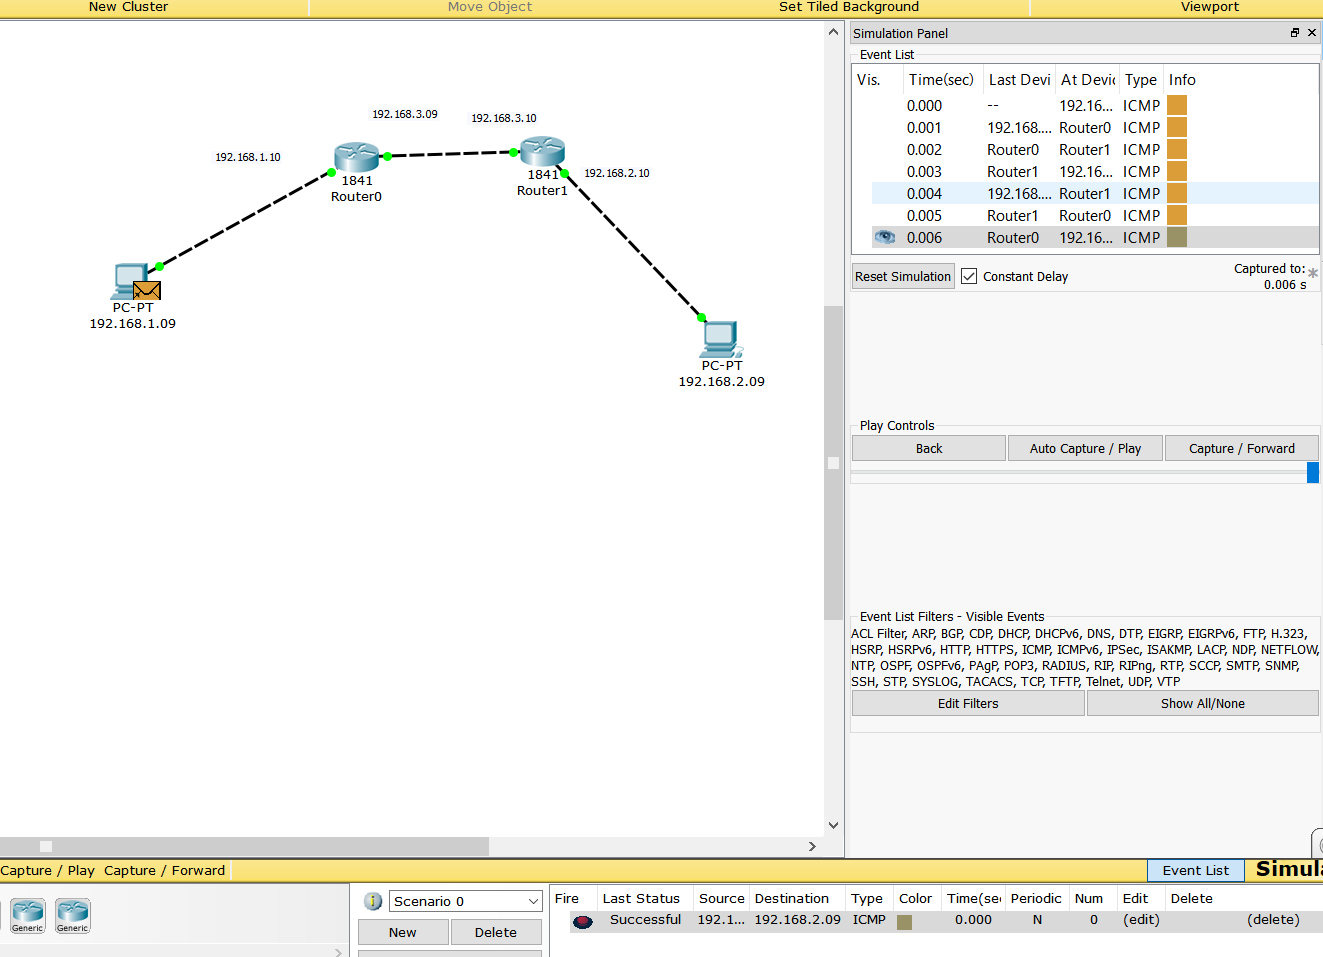 New Cluster Move Object Set Tiled Background Viewport
Simulation Panel
Event List
Vis. Time(sec) Last Devi At Devic Type Info
0.000 -- 192.16... ICMP
0.001 192.168.... Router0 ICMP
0.002 Router0 Router1 ICMP
0.003 Router1 192.16... ICMP
0.004 192.168.... Router1 ICMP
0.005 Router1 Router0 ICMP
0.006 Router0 192.16... ICMP
Reset Simulation Constant Delay Captured to: *
0.006 s
192.168.3.09 192.168.3.10
192.168.1.10
192.168.2.10
1841
Router0
1841
Router1
PC-PT
192.168.1.09
PC-PT
192.168.2.09
Play Controls
Back Auto Capture / Play Capture / Forward
Event List Filters - Visible Events
ACL Filter, ARP, BGP, CDP, DHCP, DHCPv6, DNS, DTP, EIGRP, EIGRPv6, FTP, H.323,
HSRP, HSRPv6, HTTP, HTTPS, ICMP, ICMPv6, IPSec, ISAKMP, LACP, NDP, NETFLOW,
NTP, OSPF, OSPFv6, PAgP, POP3, RADIUS, RIP, RIPng, RTP, SCCP, SMTP, SNMP,
SSH, STP, SYSLOG, TACACS, TCP, TFTP, Telnet, UDP, VTP
Edit Filters Show All/None
Capture / Play Capture / Forward Event List Simula
Generic Generic
Scenario 0
New Delete
Fire Last Status Source Destination Type Color Time(sec Periodic Num Edit Delete
Successful 192.1... 192.168.2.09 ICMP 0.000 N 0 (edit) (delete)